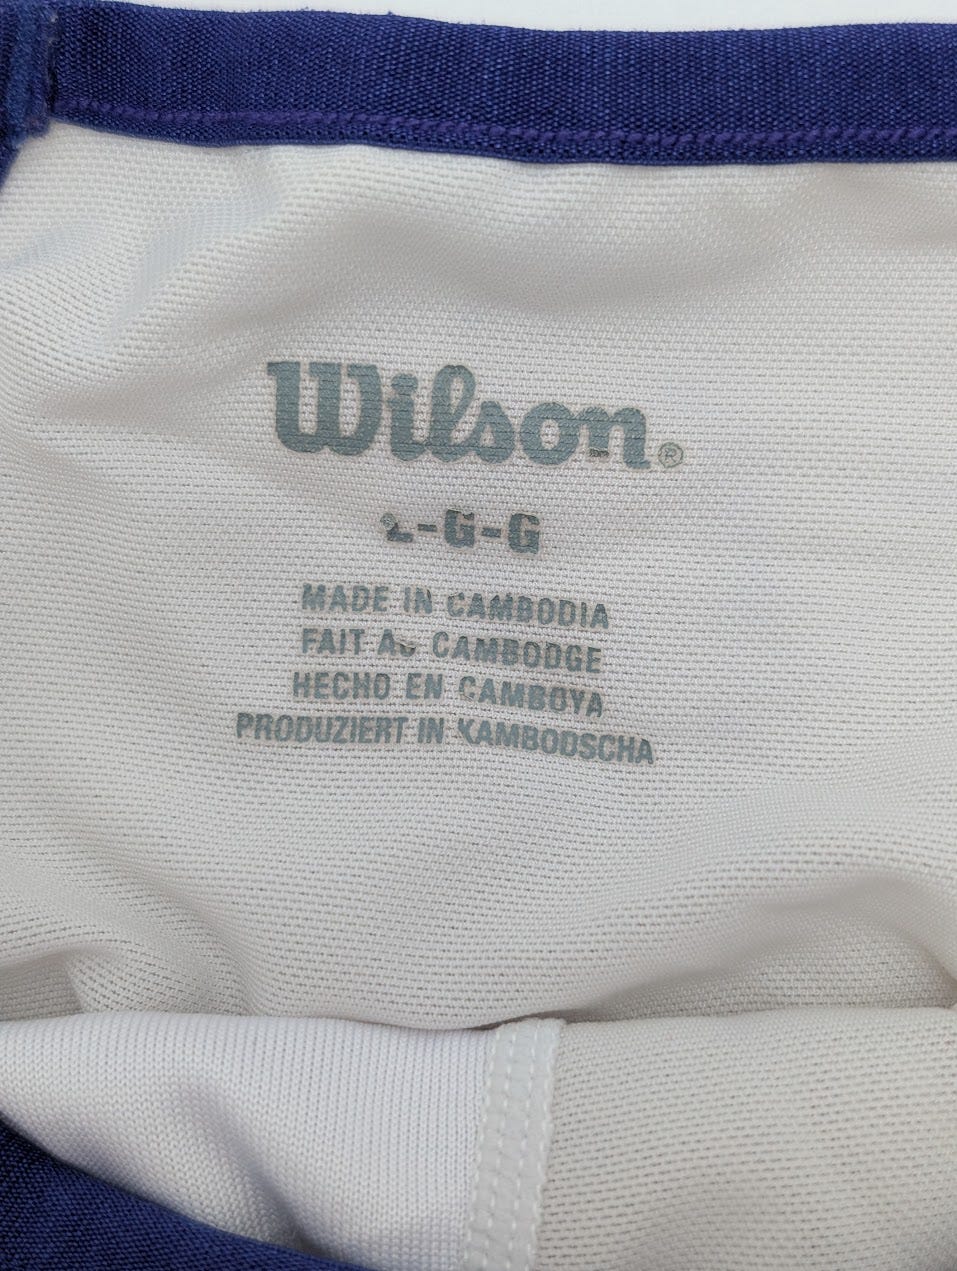 Wilson®
L-G-G
MADE IN CAMBODIA
FAIT AU CAMBODGE
HECHO EN CAMBOYA
PRODUZIERT IN KAMBODSCHA